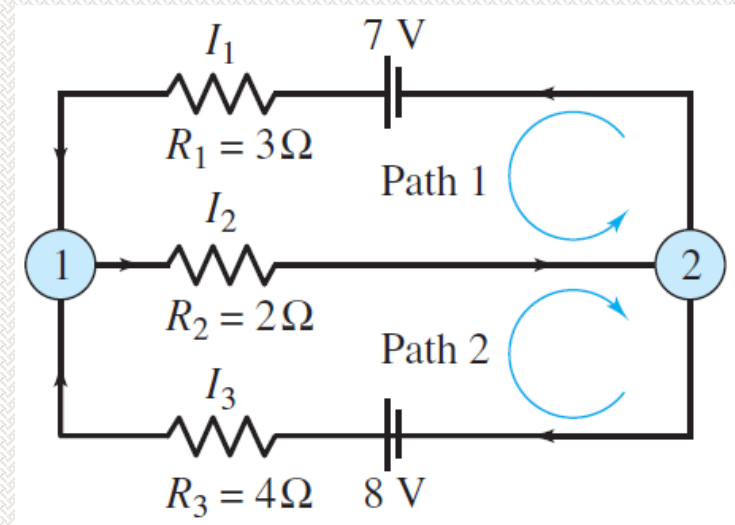 I₁
7 V
R₁ = 3Ω
Path 1
I₂
1
2
R₂ = 2Ω
Path 2
I₃
R₃ = 4Ω
8 V